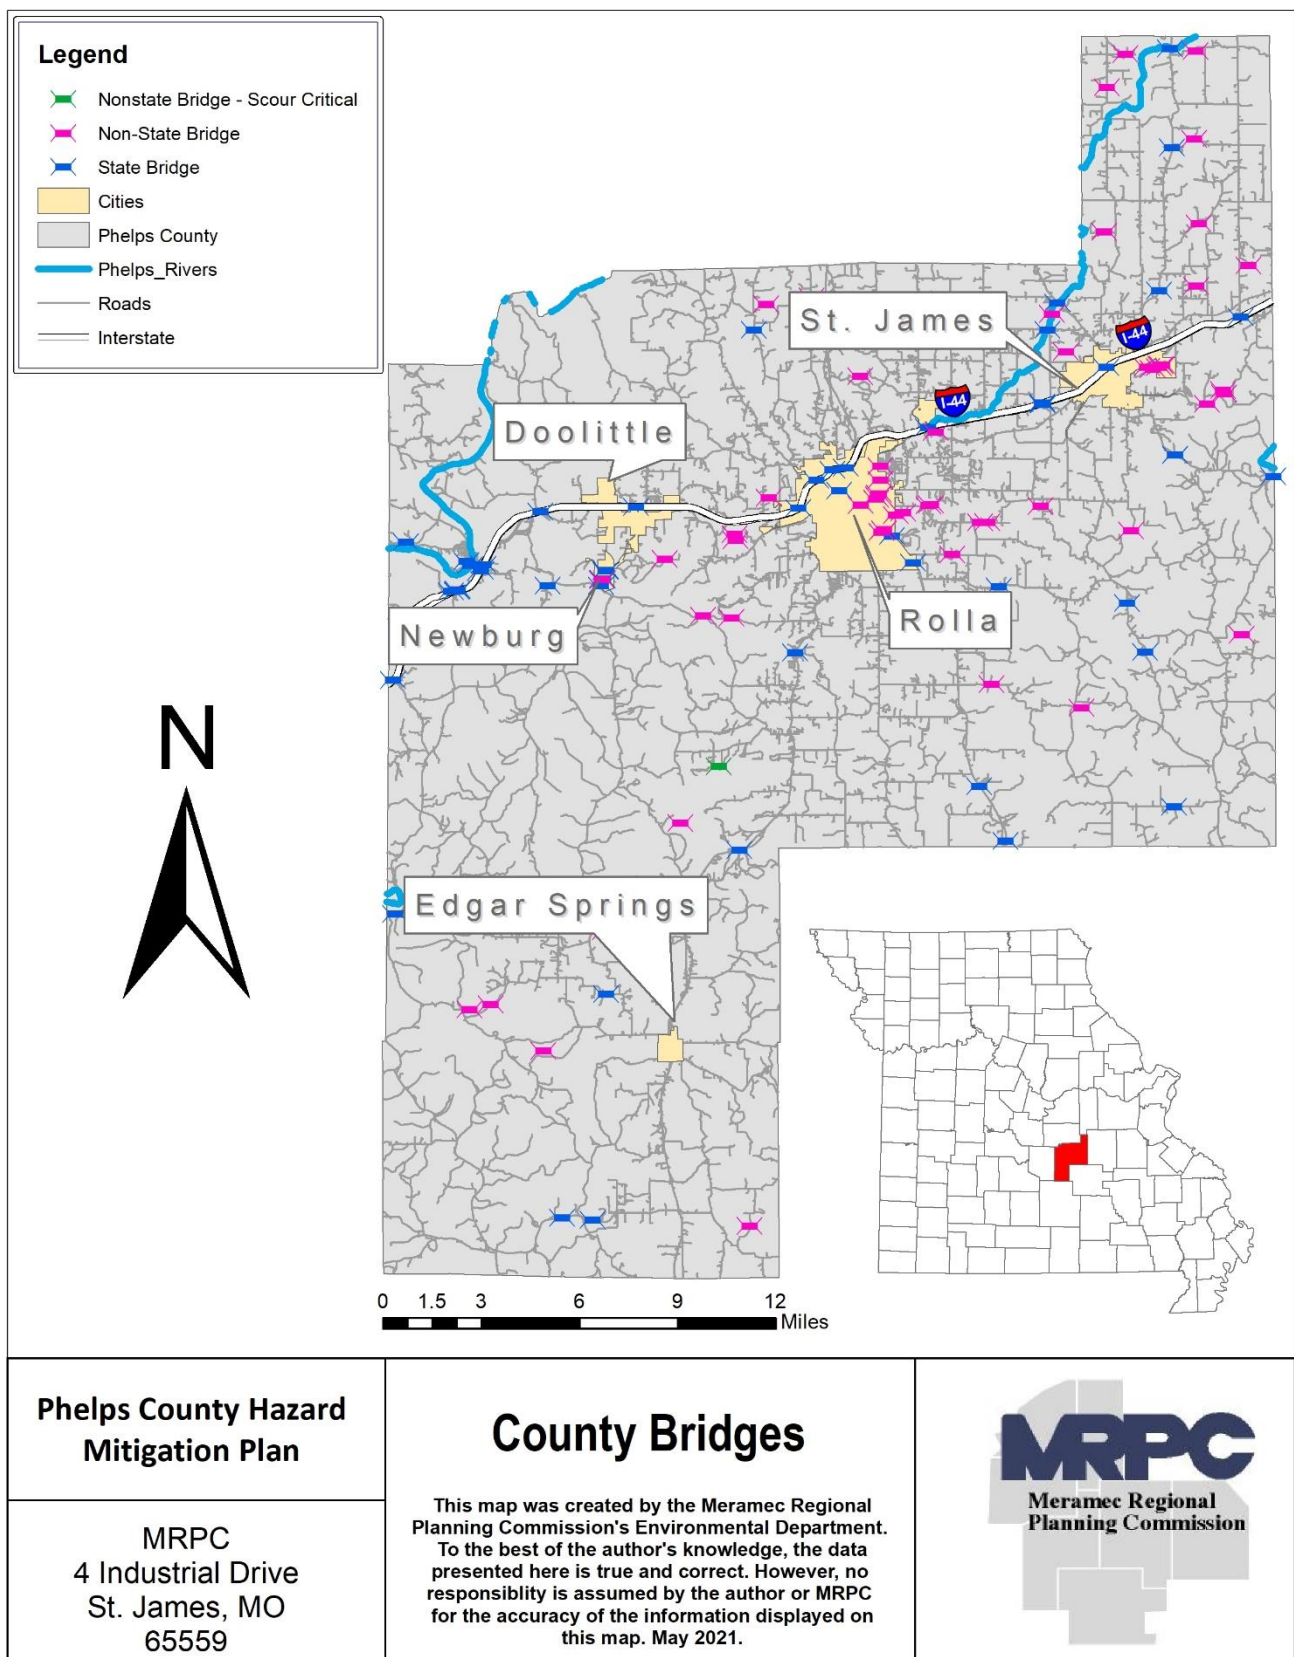 Legend
Nonstate Bridge - Scour Critical
Non-State Bridge
State Bridge
Cities
Phelps County
Phelps_Rivers
Roads
Interstate
St. James
I-44
I-44
Doolittle
Newburg
Rolla
N
Edgar Springs
0 1.5 3 6 9 12
Miles
Phelps County Hazard
Mitigation Plan
MRPC
4 Industrial Drive
St. James, MO
65559
County Bridges
This map was created by the Meramec Regional
Planning Commission's Environmental Department.
To the best of the author's knowledge, the data
presented here is true and correct. However, no
responsiblity is assumed by the author or MRPC
for the accuracy of the information displayed on
this map. May 2021.
MRPC
Meramec Regional
Planning Commission